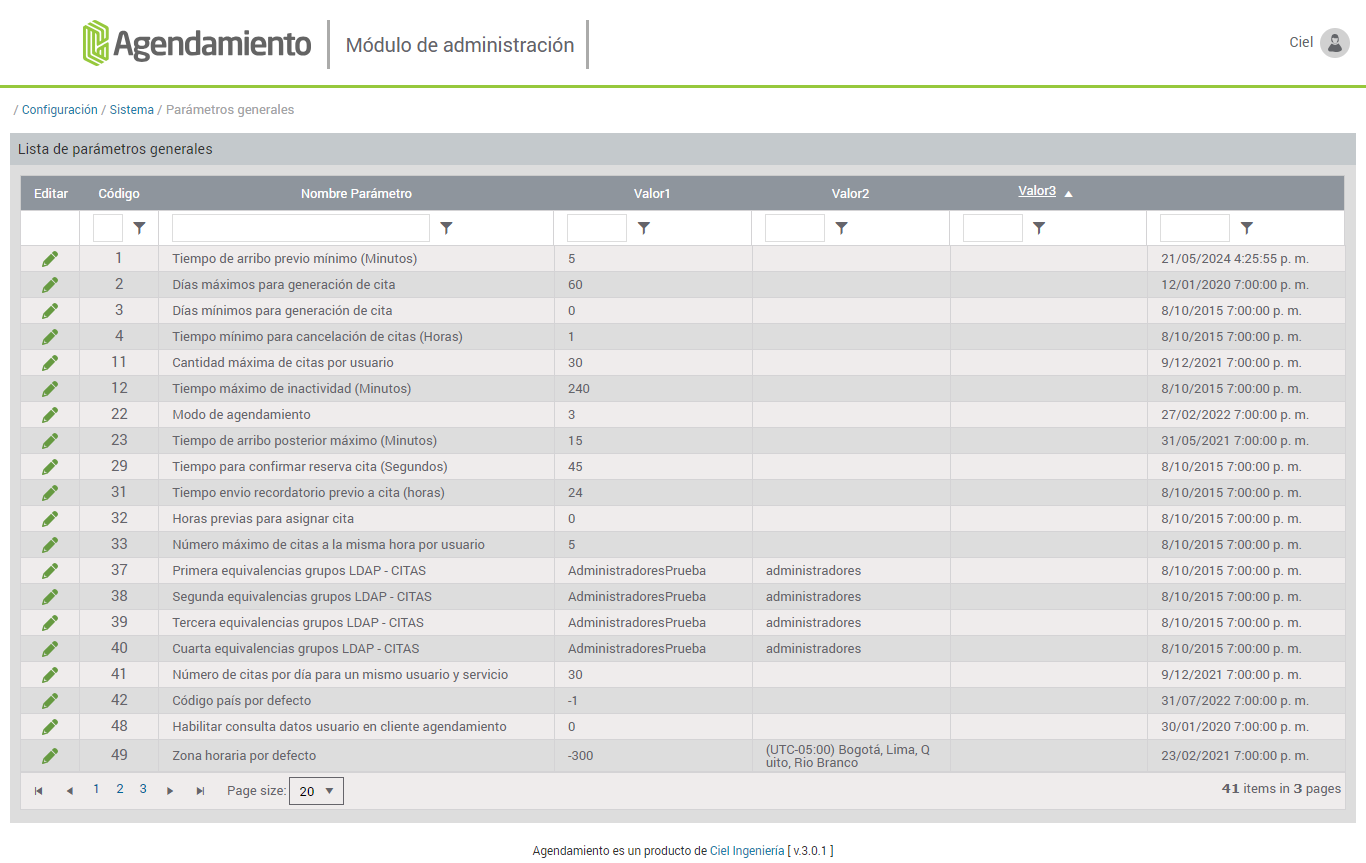 Agendamiento Módulo de administración Ciel
/ Configuración / Sistema / Parámetros generales
Lista de parámetros generales
Editar Código Nombre Parámetro Valor1 Valor2 Valor3
1 Tiempo de arribo previo mínimo (Minutos) 5 21/05/2024 4:25:55 p. m.
2 Días máximos para generación de cita 60 12/01/2020 7:00:00 p. m.
3 Días mínimos para generación de cita 0 8/10/2015 7:00:00 p. m.
4 Tiempo mínimo para cancelación de citas (Horas) 1 8/10/2015 7:00:00 p. m.
11 Cantidad máxima de citas por usuario 30 9/12/2021 7:00:00 p. m.
12 Tiempo máximo de inactividad (Minutos) 240 8/10/2015 7:00:00 p. m.
22 Modo de agendamiento 3 27/02/2022 7:00:00 p. m.
23 Tiempo de arribo posterior máximo (Minutos) 15 31/05/2021 7:00:00 p. m.
29 Tiempo para confirmar reserva cita (Segundos) 45 8/10/2015 7:00:00 p. m.
31 Tiempo envio recordatorio previo a cita (horas) 24 8/10/2015 7:00:00 p. m.
32 Horas previas para asignar cita 0 8/10/2015 7:00:00 p. m.
33 Número máximo de citas a la misma hora por usuario 5 8/10/2015 7:00:00 p. m.
37 Primera equivalencias grupos LDAP - CITAS AdministradoresPrueba administradores 8/10/2015 7:00:00 p. m.
38 Segunda equivalencias grupos LDAP - CITAS AdministradoresPrueba administradores 8/10/2015 7:00:00 p. m.
39 Tercera equivalencias grupos LDAP - CITAS AdministradoresPrueba administradores 8/10/2015 7:00:00 p. m.
40 Cuarta equivalencias grupos LDAP - CITAS AdministradoresPrueba administradores 8/10/2015 7:00:00 p. m.
41 Número de citas por día para un mismo usuario y servicio 30 9/12/2021 7:00:00 p. m.
42 Código país por defecto -1 31/07/2022 7:00:00 p. m.
48 Habilitar consulta datos usuario en cliente agendamiento 0 30/01/2020 7:00:00 p. m.
49 Zona horaria por defecto -300 (UTC-05:00) Bogotá, Lima, Q 23/02/2021 7:00:00 p. m.
uito, Rio Branco
1 2 3 Page size: 20 41 items in 3 pages
Agendamiento es un producto de Ciel Ingeniería [ v.3.0.1 ]